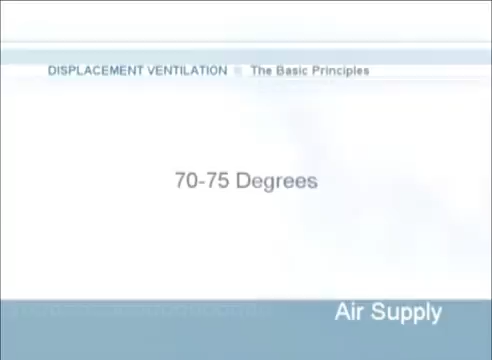 DISPLACEMENT VENTILATION The Basic Principles
70-75 Degrees
Air Supply